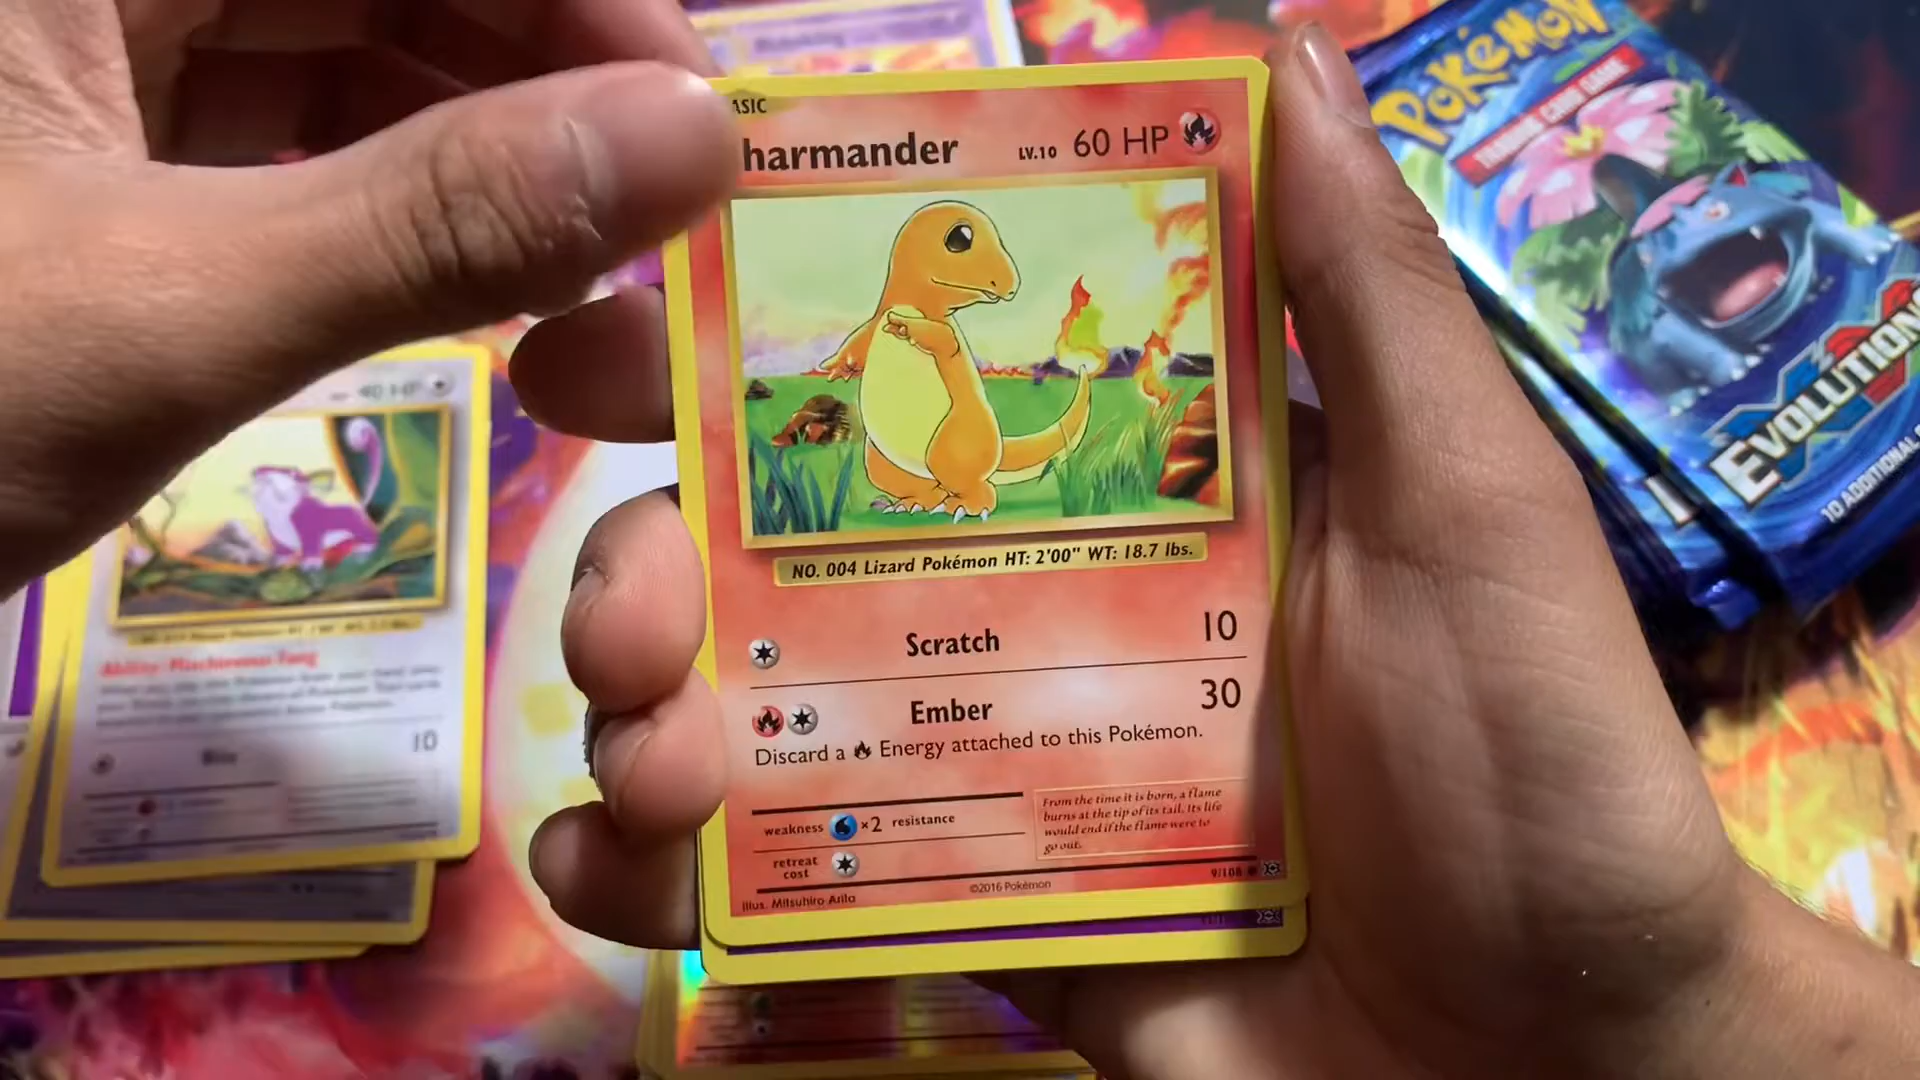 ASIC
harmander LV.10 60 HP
NO. 004 Lizard Pokémon HT: 2'00" WT: 18.7 lbs.
Scratch 10
Ember 30
Discard a Energy attached to this Pokémon.
weakness ×2 resistance
retreat
cost
From the time it is born, a flame
burns at the tip of its tail. Its life
would end if the flame were to
go out.
9/108
©2016 Pokémon
Illus. Mitsuhiro Arita
POKéMON
TRADING CARD GAME
XY
EVOLUTION
10 ADDITIONAL
40 HP
Ability: Mischievous Fang
Bite 10